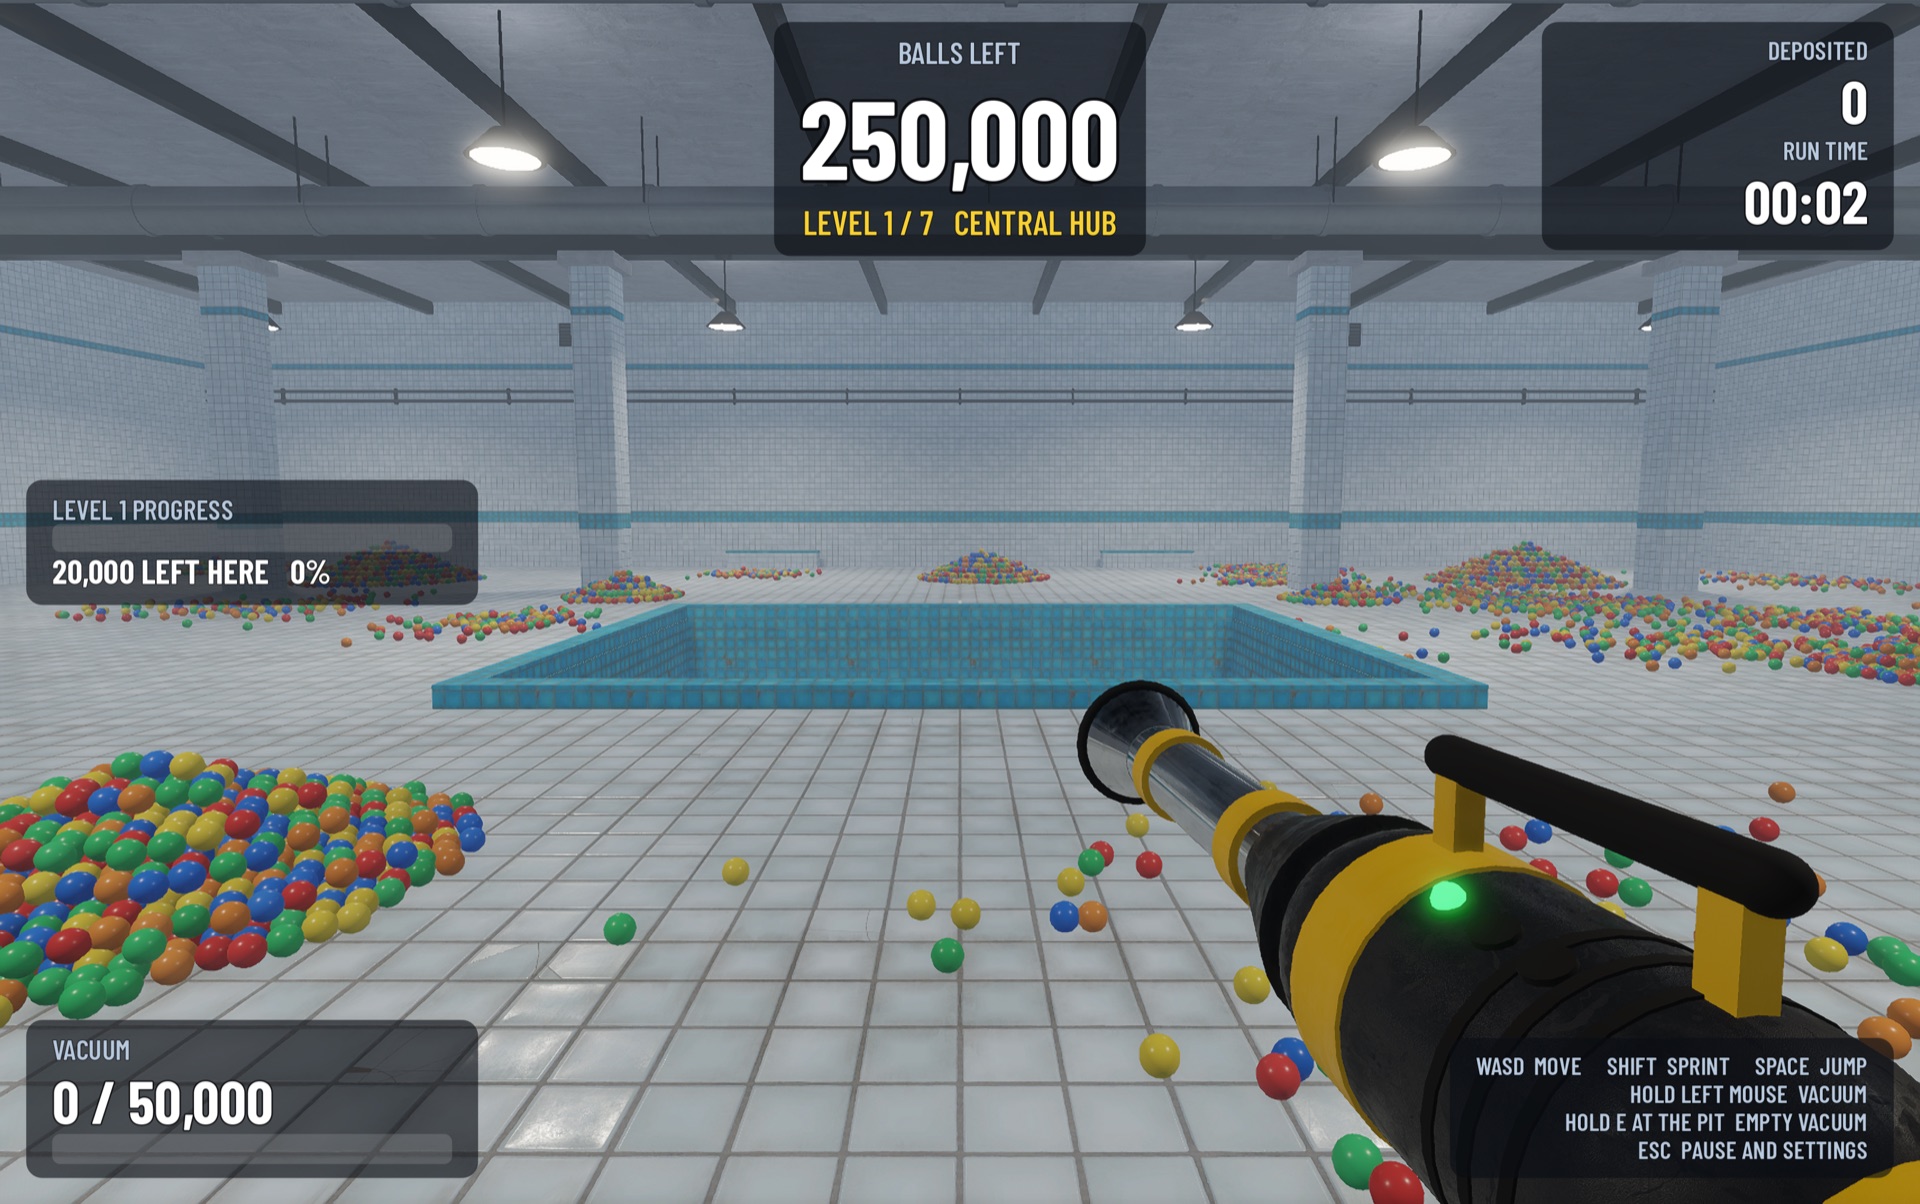 BALLS LEFT
250,000
LEVEL 1 / 7 CENTRAL HUB
DEPOSITED
0
RUN TIME
00:02
LEVEL 1 PROGRESS
20,000 LEFT HERE 0%
VACUUM
0 / 50,000
WASD MOVE SHIFT SPRINT SPACE JUMP
HOLD LEFT MOUSE VACUUM
HOLD E AT THE PIT EMPTY VACUUM
ESC PAUSE AND SETTINGS